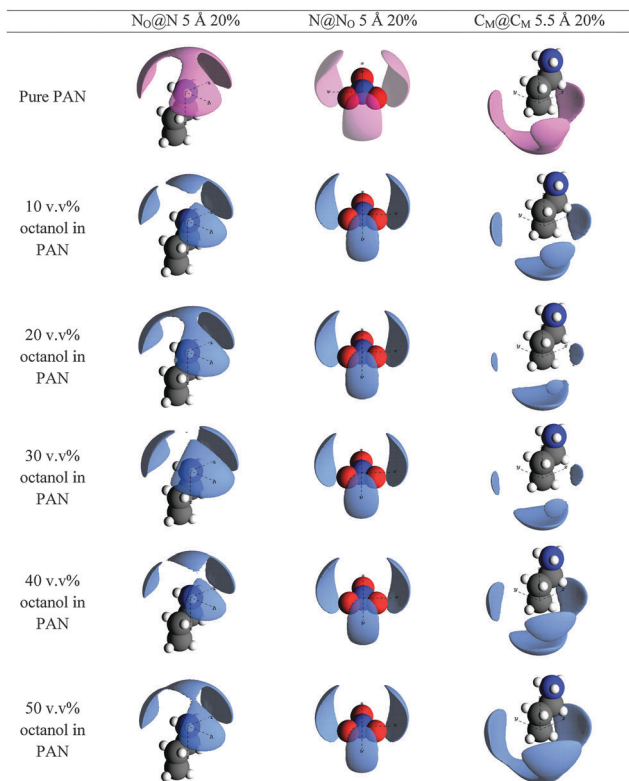 N_O@N 5 Å 20% N@N_O 5 Å 20% C_M@C_M 5.5 Å 20%
Pure PAN
10 v.v%
octanol in
PAN
20 v.v%
octanol in
PAN
30 v.v%
octanol in
PAN
40 v.v%
octanol in
PAN
50 v.v%
octanol in
PAN